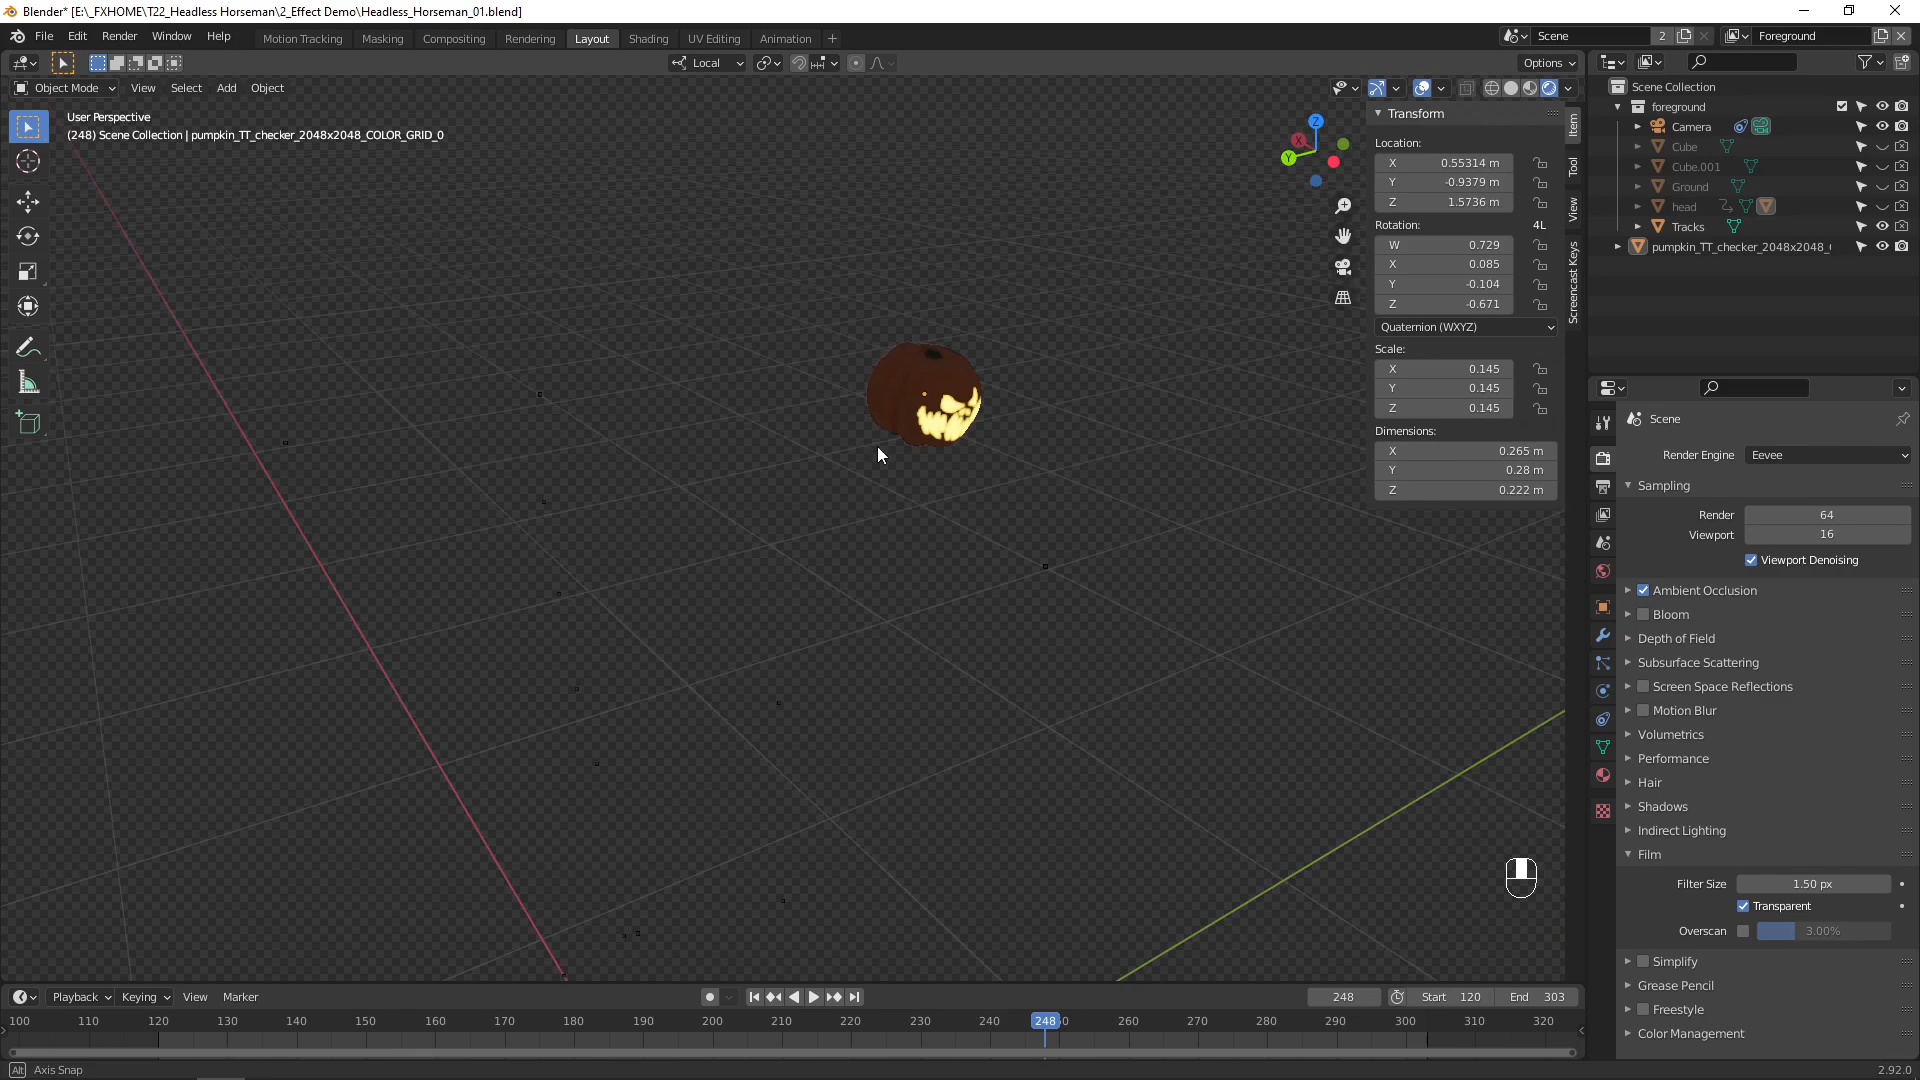 Blender* [E:\_FXHOME\T22_Headless Horseman\2_Effect Demo\Headless_Horseman_01.blend]
File Edit Render Window Help
Motion Tracking Masking Compositing Rendering Layout Shading UV Editing Animation +
Scene 2 Foreground
Local Options
Object Mode View Select Add Object
User Perspective
(248) Scene Collection | pumpkin_TT_checker_2048x2048_COLOR_GRID_0
Z
X
Y
Transform
Location:
X 0.55314 m
Y -0.9379 m
Z 1.5736 m
Rotation: 4L
W 0.729
X 0.085
Y -0.104
Z -0.671
Quaternion (WXYZ)
Scale:
X 0.145
Y 0.145
Z 0.145
Dimensions:
X 0.265 m
Y 0.28 m
Z 0.222 m
Item
Tool
View
Screencast Keys
Scene Collection
foreground
Camera
Cube
Cube.001
Ground
head
Tracks
pumpkin_TT_checker_2048x2048_
Scene
Render Engine Eevee
Sampling
Render 64
Viewport 16
Viewport Denoising
Ambient Occlusion
Bloom
Depth of Field
Subsurface Scattering
Screen Space Reflections
Motion Blur
Volumetrics
Performance
Hair
Shadows
Indirect Lighting
Film
Filter Size 1.50 px
Transparent
Overscan 3.00%
Simplify
Grease Pencil
Freestyle
Color Management
Playback Keying View Marker
248 Start 120 End 303
100 110 120 130 140 150 160 170 180 190 200 210 220 230 240 248 260 270 280 290 300 310 320
Alt Axis Snap
2.92.0